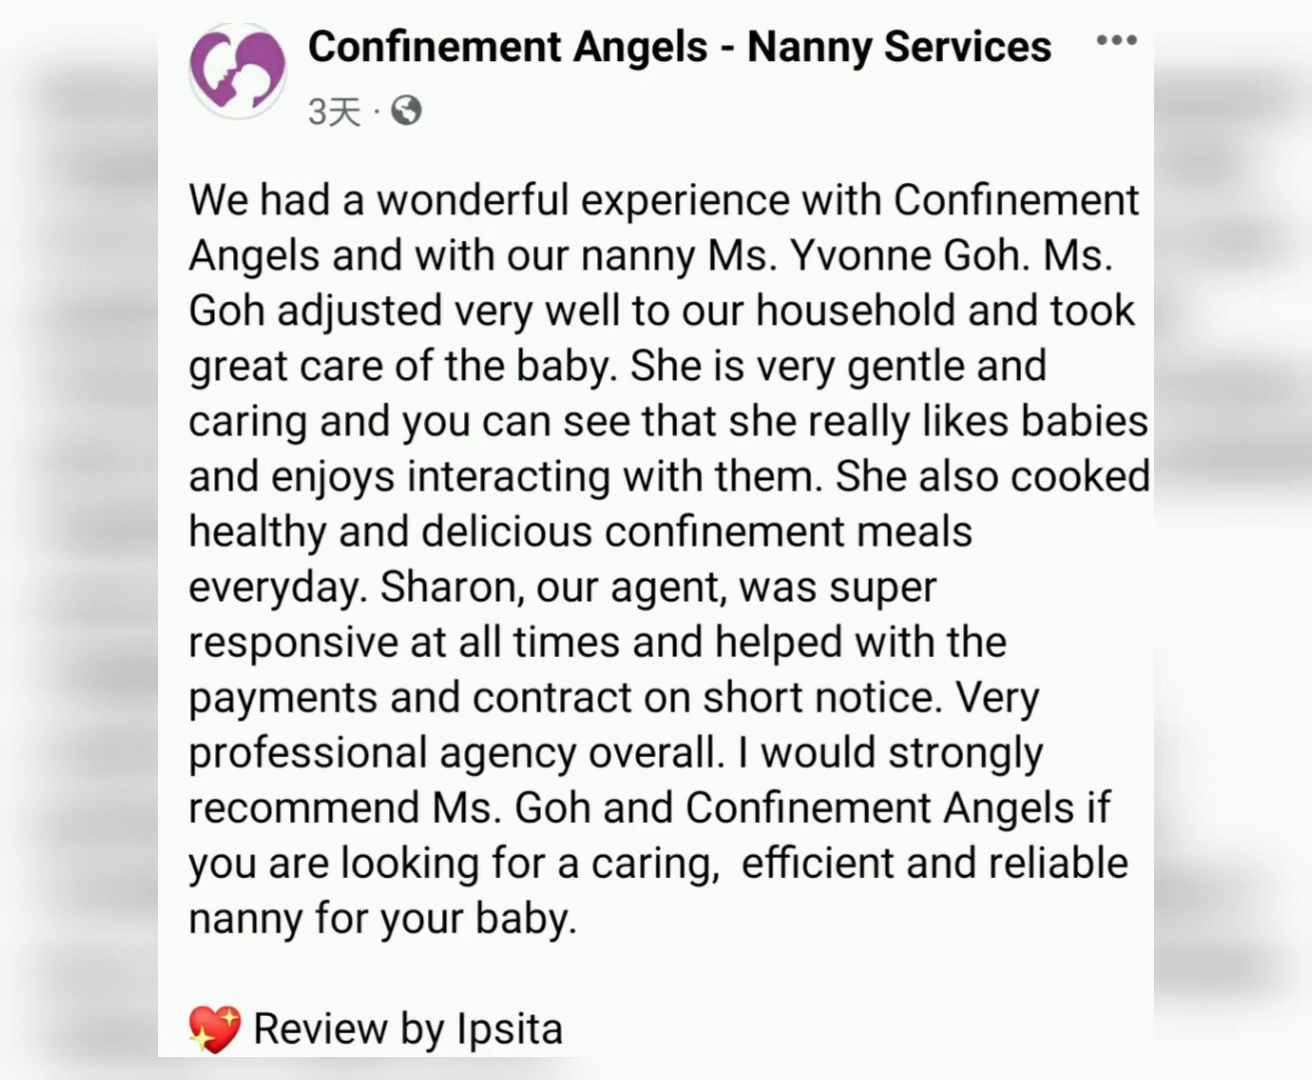 Confinement Angels - Nanny Services
3天 ·
We had a wonderful experience with Confinement
Angels and with our nanny Ms. Yvonne Goh. Ms.
Goh adjusted very well to our household and took
great care of the baby. She is very gentle and
caring and you can see that she really likes babies
and enjoys interacting with them. She also cooked
healthy and delicious confinement meals
everyday. Sharon, our agent, was super
responsive at all times and helped with the
payments and contract on short notice. Very
professional agency overall. I would strongly
recommend Ms. Goh and Confinement Angels if
you are looking for a caring,  efficient and reliable
nanny for your baby.
💖 Review by Ipsita